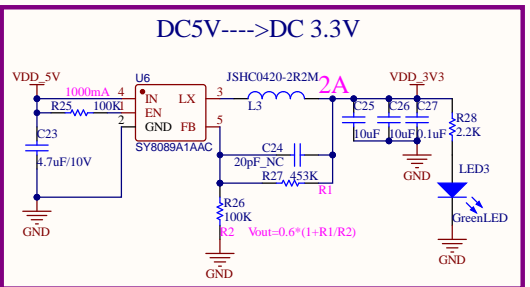 DC5V---->DC 3.3V
VDD_5V
1000mA
U6
4
IN
LX
3
JSHC0420-2R2M
L3
2A
VDD_3V3
R25
100K
1
EN
2
GND
FB
5
SY8089A1AAC
C23
4.7uF/10V
C24
20pF_NC
R27
453K
R1
R26
100K
R2
Vout=0.6*(1+R1/R2)
C25
10uF
C26
10uF
C27
0.1uF
R28
2.2K
LED3
GreenLED
GND
GND
GND
GND